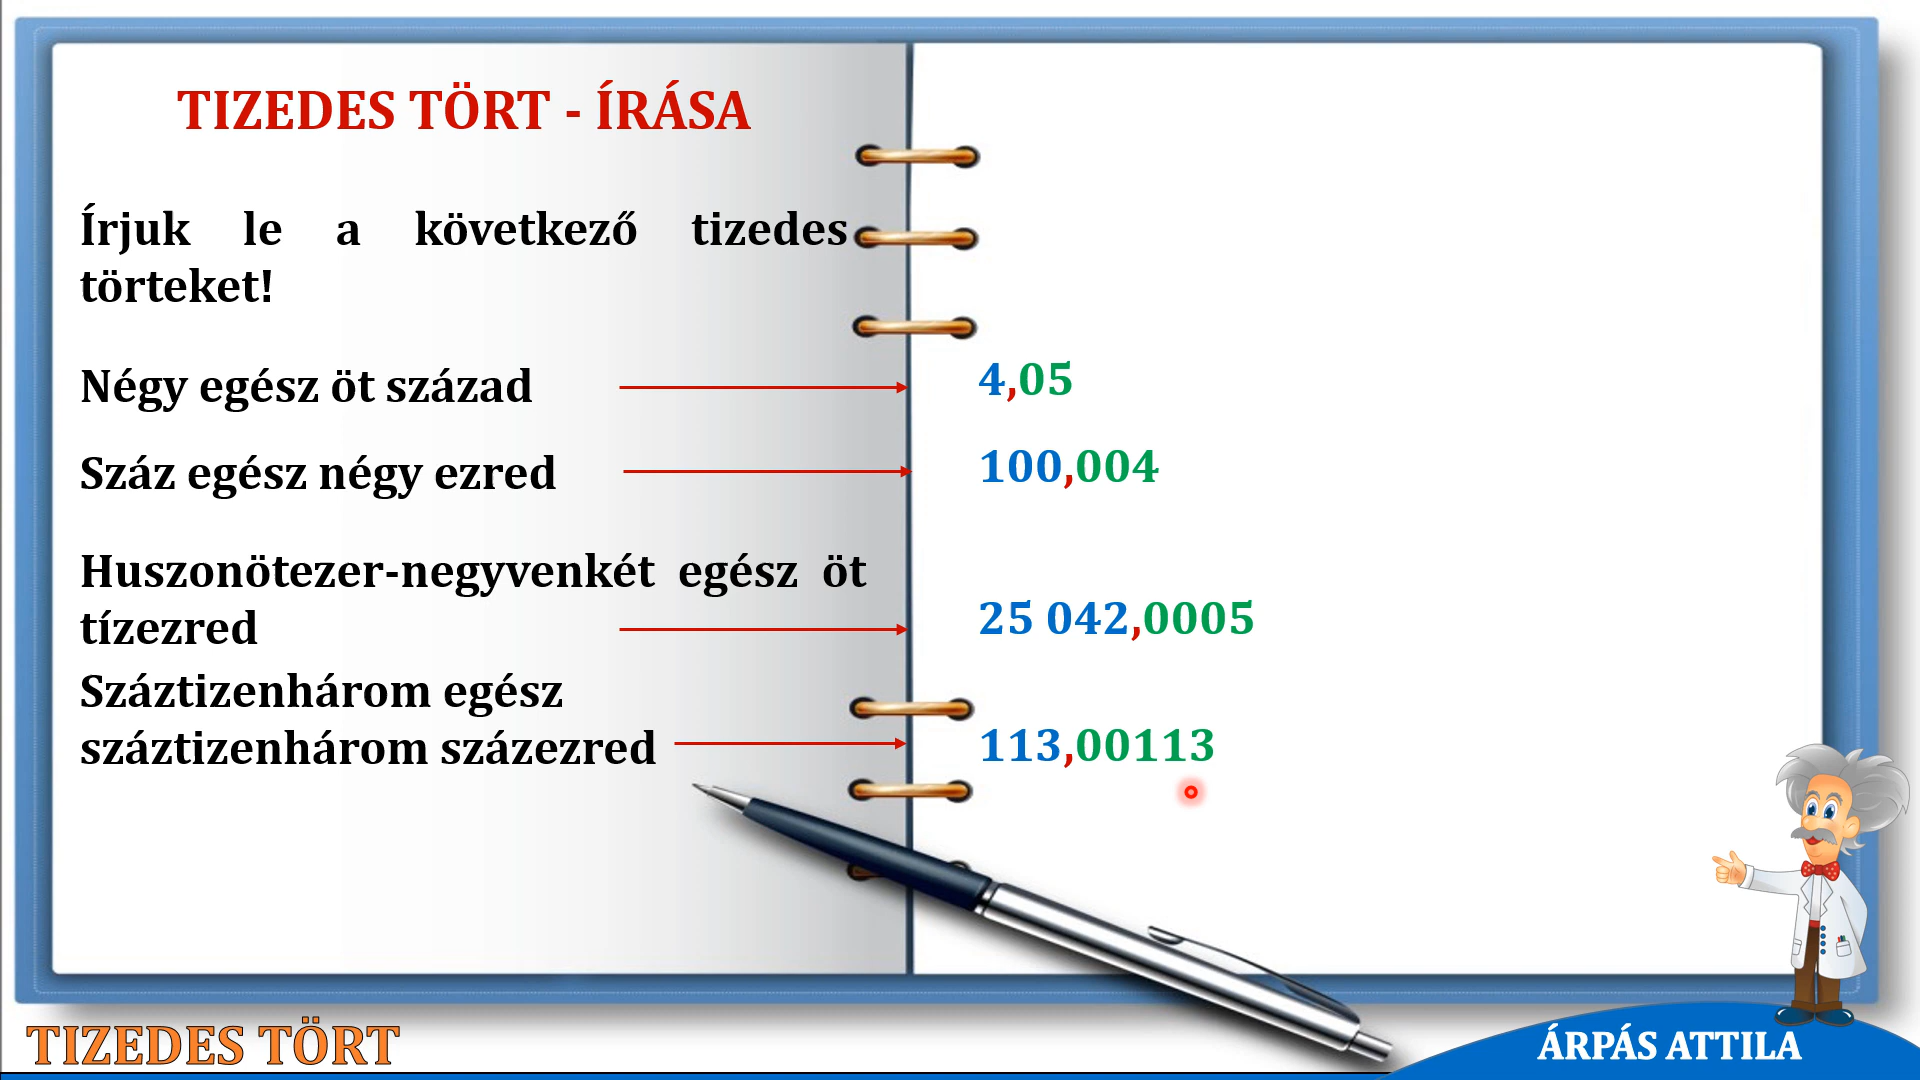 TIZEDES TÖRT - ÍRÁSA
Írjuk le a következő tizedes
törteket!
Négy egész öt század
4,05
Száz egész négy ezred
100,004
Huszonötezer-negyvenkét egész öt
tízezred
25 042,0005
Száztizenhárom egész
száztizenhárom százezred
113,00113
TIZEDES TÖRT
ÁRPÁS ATTILA